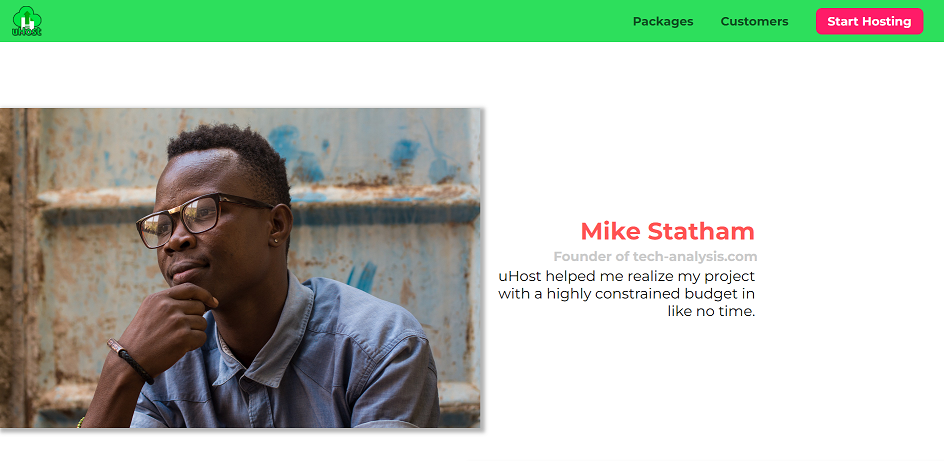 uHost
Packages
Customers
Start Hosting
Mike Statham
Founder of tech-analysis.com
uHost helped me realize my project
with a highly constrained budget in
like no time.